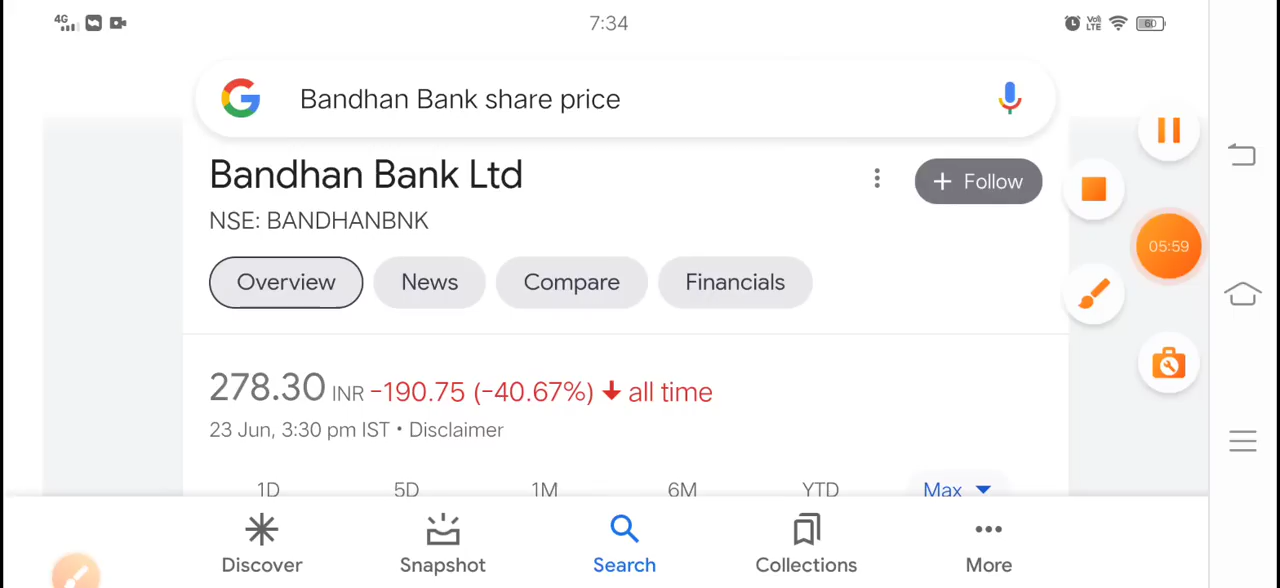 4G 7:34 Vo) LTE 60
Bandhan Bank share price
Bandhan Bank Ltd
+ Follow
NSE: BANDHANBNK
Overview News Compare Financials
05:59
278.30 INR −190.75 (−40.67%) ↓ all time
23 Jun, 3:30 pm IST • Disclaimer
1D 5D 1M 6M YTD Max
Discover Snapshot Search Collections More